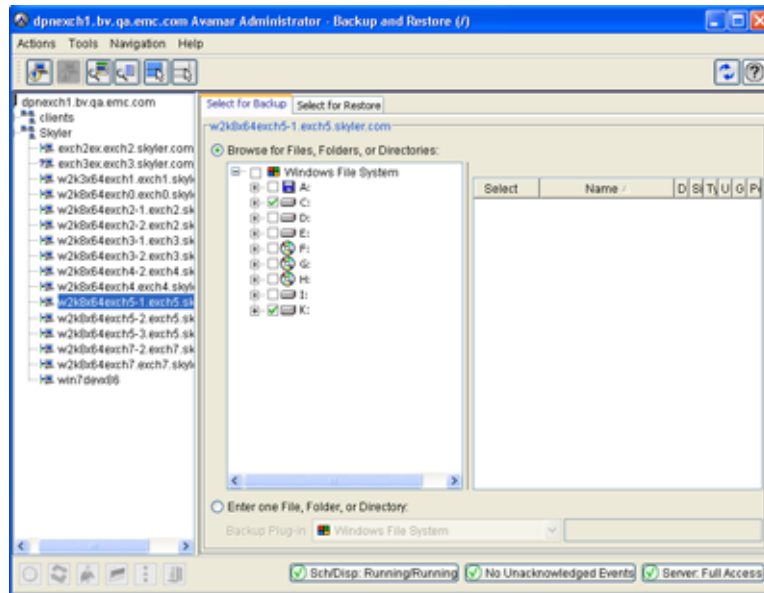 dpnexch1.bv.qa.emc.com Avamar Administrator - Backup and Restore (/)
Actions Tools Navigation Help
dpnexch1.bv.qa.emc.com
clients
Skyler
exch2ex.exch2.skyler.com
exch3ex.exch3.skyler.com
w2k3x64exch1.exch1.skyl
w2k8x64exch0.exch0.skyl
w2k8x64exch2-1.exch2.sk
w2k8x64exch2-2.exch2.sk
w2k8x64exch3-1.exch3.sk
w2k8x64exch3-2.exch3.sk
w2k8x64exch4-2.exch4.sk
w2k8x64exch4.exch4.skyl
w2k8x64exch5-1.exch5.sk
w2k8x64exch5-2.exch5.sk
w2k8x64exch5-3.exch5.sk
w2k8x64exch7-2.exch7.sk
w2k8x64exch7.exch7.skyl
win7devx86
Select for Backup Select for Restore
w2k8x64exch5-1.exch5.skyler.com
Browse for Files, Folders, or Directories:
Windows File System
A:
C:
D:
E:
F:
G:
H:
I:
K:
Select Name D Si Ty U G Pe
Enter one File, Folder, or Directory:
Backup Plug-In Windows File System
Sch/Disp: Running/Running No Unacknowledged Events Server: Full Access